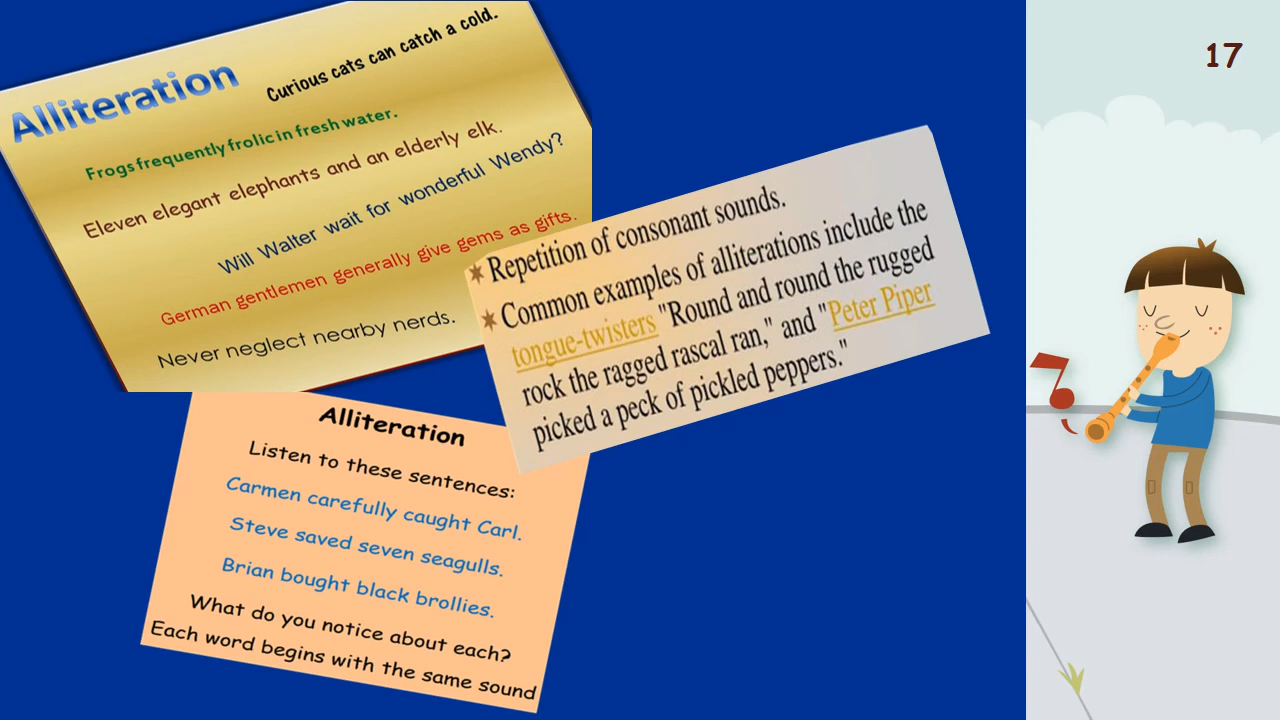 Alliteration
Curious cats can catch a cold.
Frogs frequently frolic in fresh water.
Eleven elegant elephants and an elderly elk.
Will Walter wait for wonderful Wendy?
German gentlemen generally give gems as gifts.
Never neglect nearby nerds.
Repetition of consonant sounds.
Common examples of alliterations include the
tongue-twisters "Round and round the rugged
rock the ragged rascal ran," and "Peter Piper
picked a peck of pickled peppers."
Alliteration
Listen to these sentences:
Carmen carefully caught Carl.
Steve saved seven seagulls.
Brian bought black brollies.
What do you notice about each?
Each word begins with the same sound
17